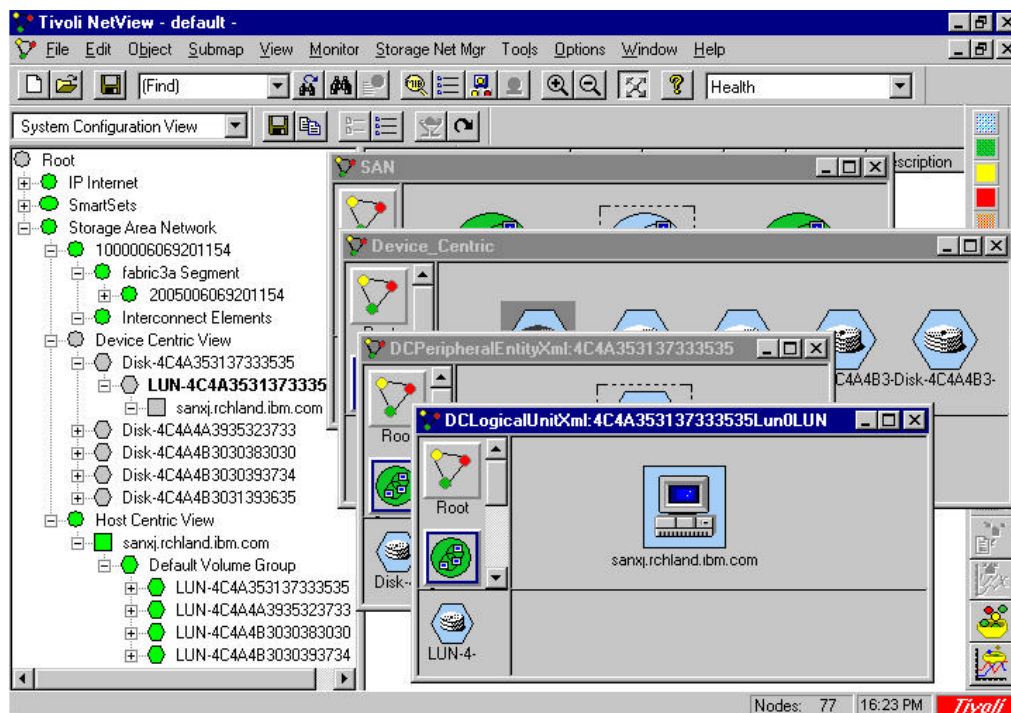 Tivoli NetView - default -
File Edit Object Submap View Monitor Storage Net Mgr Tools Options Window Help
(Find) Health
System Configuration View
Root
IP Internet
SmartSets
Storage Area Network
1000006069201154
fabric3a Segment
2005006069201154
Interconnect Elements
Device Centric View
Disk-4C4A353137333535
LUN-4C4A3531373335
sanxj.rchland.ibm.com
Disk-4C4A4A3935323733
Disk-4C4A4B3030383030
Disk-4C4A4B3030393734
Disk-4C4A4B3031393635
Host Centric View
sanxj.rchland.ibm.com
Default Volume Group
LUN-4C4A353137333535
LUN-4C4A4A3935323733
LUN-4C4A4B3030383030
LUN-4C4A4B3030393734
scription
SAN
Device_Centric
C4A4B3-Disk-4C4A4B3-
DCPeripheralEntityXml:4C4A353137333535
Roo
Disk-
DCLogicalUnitXml:4C4A353137333535Lun0LUN
Root
sanxj.rchland.ibm.com
LUN-4-
Nodes: 77 16:23 PM Tivoli